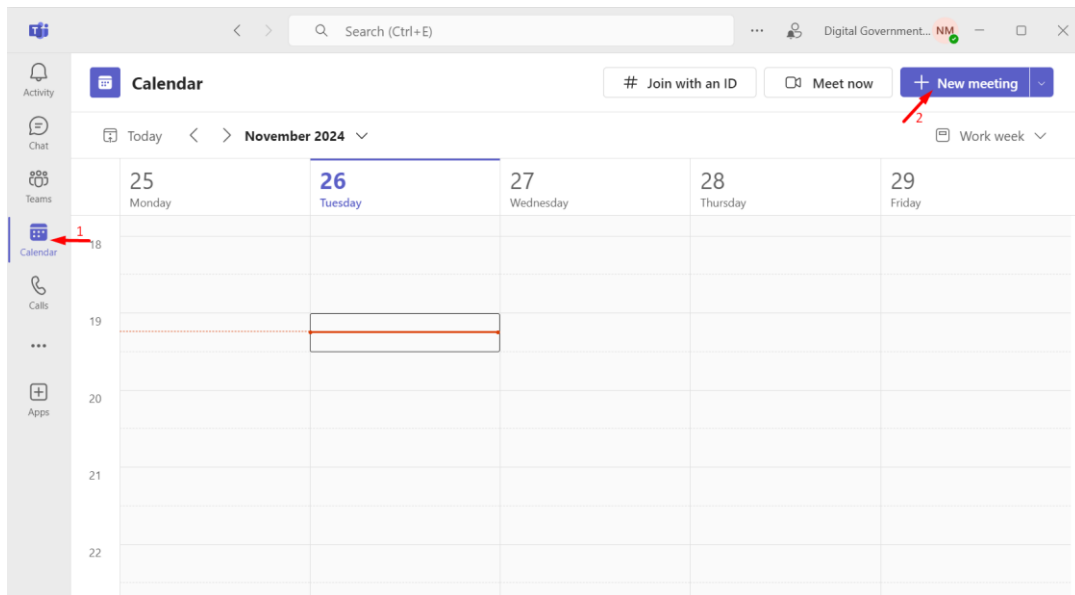 Search (Ctrl+E)
Digital Government... NM
Activity
Chat
Teams
Calendar
Calls
Apps
Calendar
# Join with an ID
Meet now
New meeting
2
Today
November 2024
Work week
25
Monday
26
Tuesday
27
Wednesday
28
Thursday
29
Friday
1
18
19
20
21
22